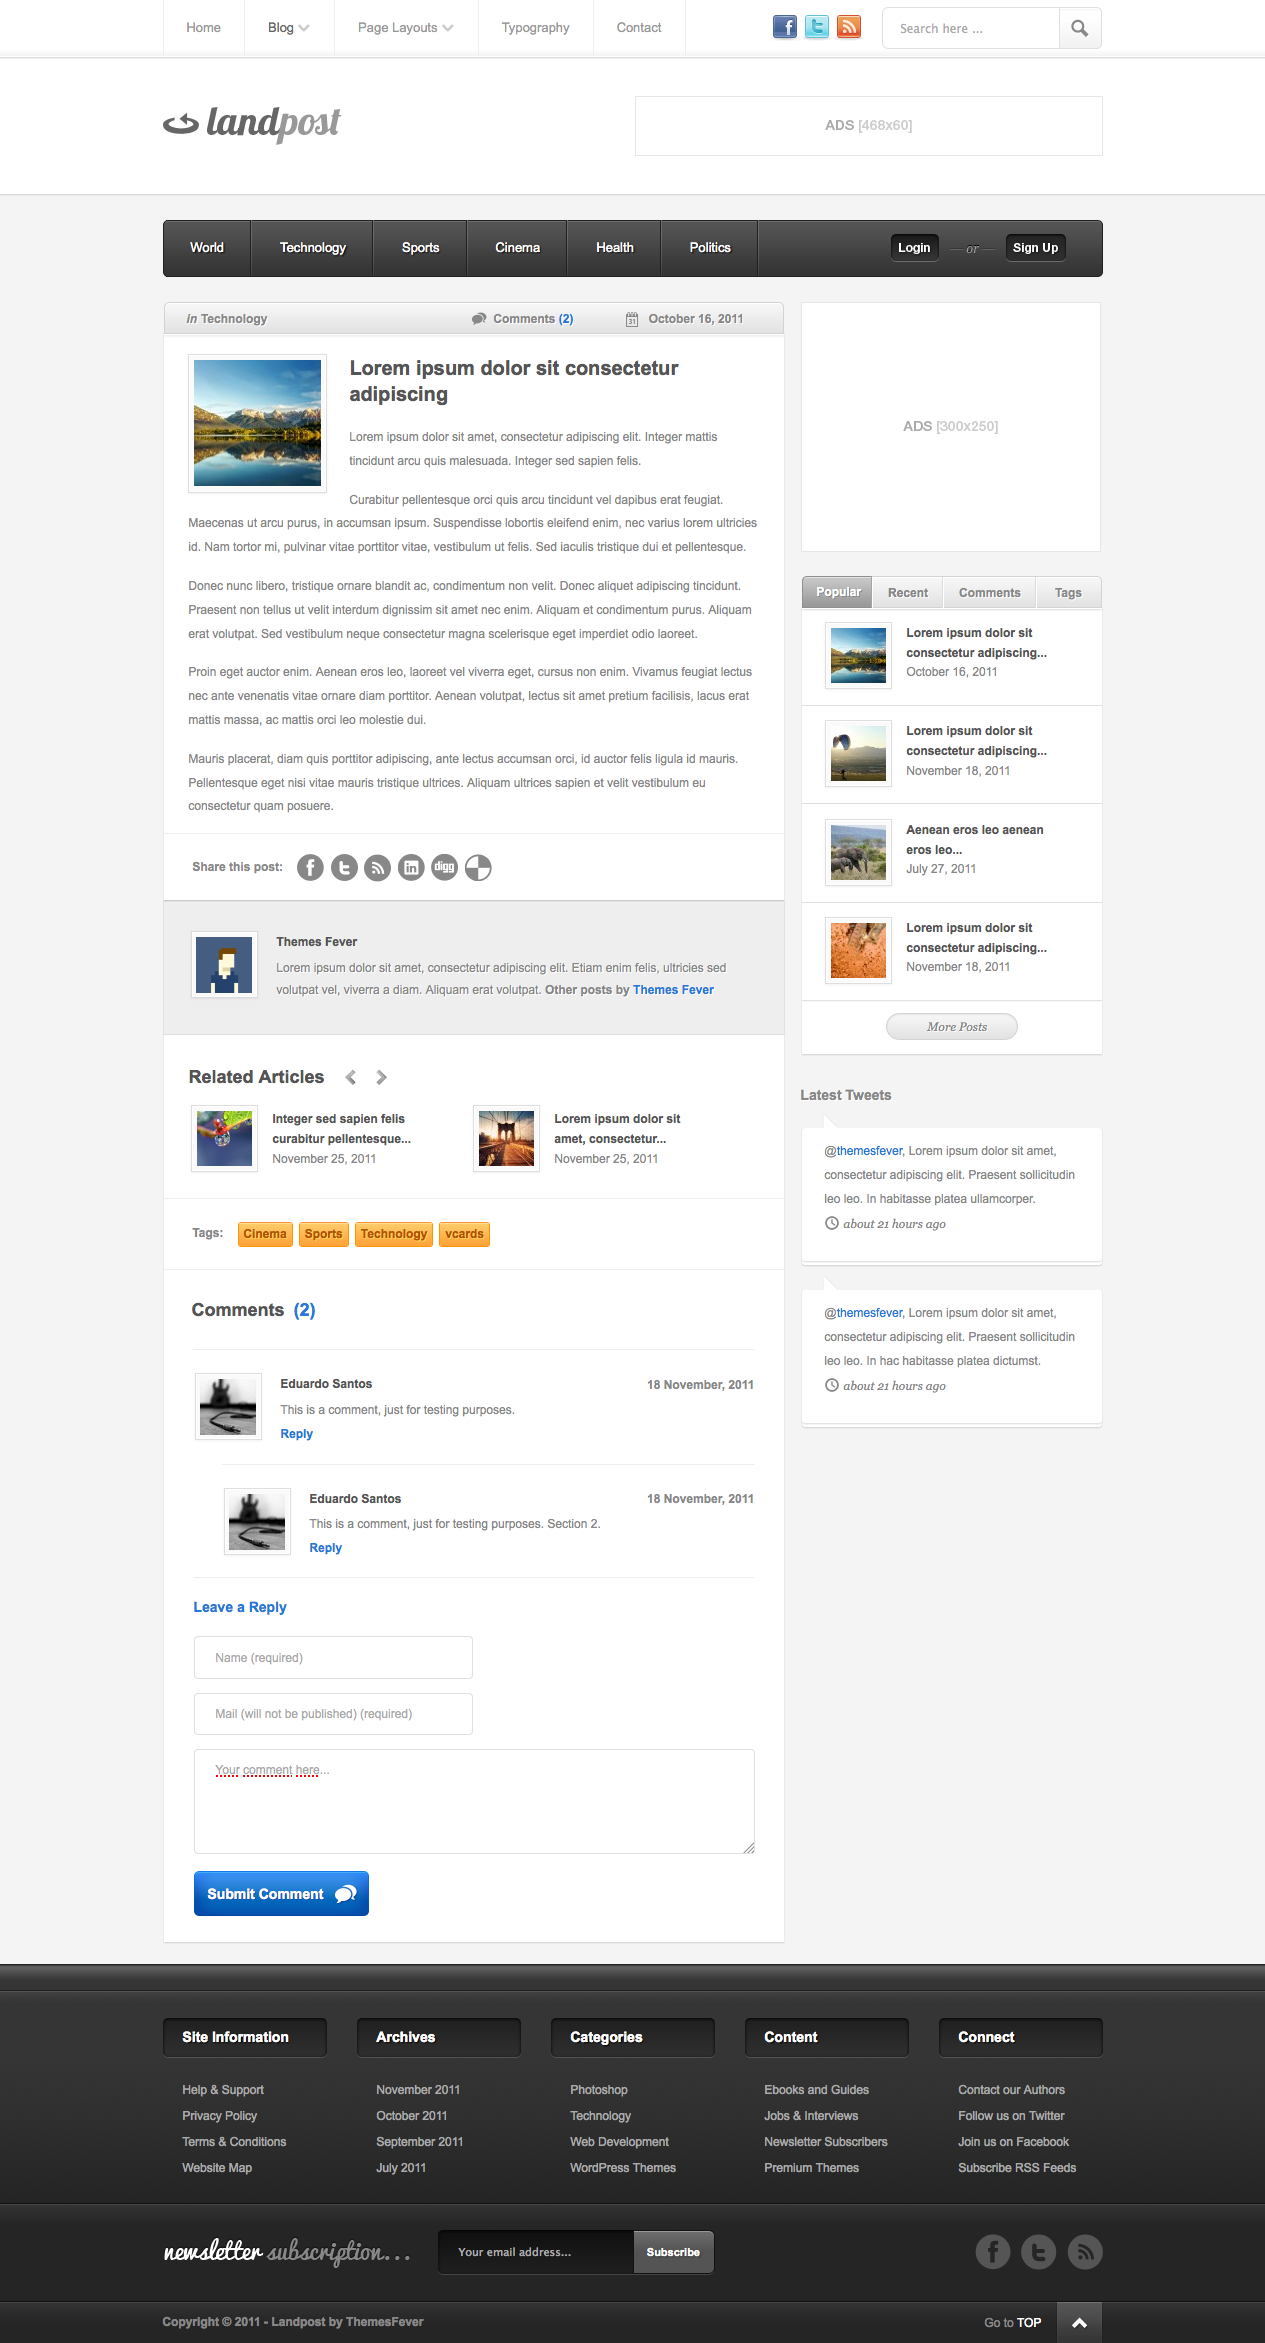 Home Blog Page Layouts Typography Contact
Search here ...
landpost
ADS [468x60]
World Technology Sports Cinema Health Politics
Login — or — Sign Up
in Technology Comments (2) 31 October 16, 2011
Lorem ipsum dolor sit consectetur
adipiscing
Lorem ipsum dolor sit amet, consectetur adipiscing elit. Integer mattis
tincidunt arcu quis malesuada. Integer sed sapien felis.
Curabitur pellentesque orci quis arcu tincidunt vel dapibus erat feugiat.
Maecenas ut arcu purus, in accumsan ipsum. Suspendisse lobortis eleifend enim, nec varius lorem ultricies
id. Nam tortor mi, pulvinar vitae porttitor vitae, vestibulum ut felis. Sed iaculis tristique dui et pellentesque.
Donec nunc libero, tristique ornare blandit ac, condimentum non velit. Donec aliquet adipiscing tincidunt.
Praesent non tellus ut velit interdum dignissim sit amet nec enim. Aliquam et condimentum purus. Aliquam
erat volutpat. Sed vestibulum neque consectetur magna scelerisque eget imperdiet odio laoreet.
Proin eget auctor enim. Aenean eros leo, laoreet vel viverra eget, cursus non enim. Vivamus feugiat lectus
nec ante venenatis vitae ornare diam porttitor. Aenean volutpat, lectus sit amet pretium facilisis, lacus erat
mattis massa, ac mattis orci leo molestie dui.
Mauris placerat, diam quis porttitor adipiscing, ante lectus accumsan orci, id auctor felis ligula id mauris.
Pellentesque eget nisi vitae mauris tristique ultrices. Aliquam ultrices sapien et velit vestibulum eu
consectetur quam posuere.
Share this post: digg
Themes Fever
Lorem ipsum dolor sit amet, consectetur adipiscing elit. Etiam enim felis, ultricies sed
volutpat vel, viverra a diam. Aliquam erat volutpat. Other posts by Themes Fever
Related Articles
Integer sed sapien felis
curabitur pellentesque...
November 25, 2011
Lorem ipsum dolor sit
amet, consectetur...
November 25, 2011
Tags: Cinema Sports Technology vcards
Comments (2)
Eduardo Santos 18 November, 2011
This is a comment, just for testing purposes.
Reply
Eduardo Santos 18 November, 2011
This is a comment, just for testing purposes. Section 2.
Reply
Leave a Reply
Name (required)
Mail (will not be published) (required)
Your comment here...
Submit Comment
ADS [300x250]
Popular Recent Comments Tags
Lorem ipsum dolor sit
consectetur adipiscing...
October 16, 2011
Lorem ipsum dolor sit
consectetur adipiscing...
November 18, 2011
Aenean eros leo aenean
eros leo...
July 27, 2011
Lorem ipsum dolor sit
consectetur adipiscing...
November 18, 2011
More Posts
Latest Tweets
@themesfever, Lorem ipsum dolor sit amet,
consectetur adipiscing elit. Praesent sollicitudin
leo leo. In habitasse platea ullamcorper.
about 21 hours ago
@themesfever, Lorem ipsum dolor sit amet,
consectetur adipiscing elit. Praesent sollicitudin
leo leo. In hac habitasse platea dictumst.
about 21 hours ago
Site Information
Help & Support
Privacy Policy
Terms & Conditions
Website Map
Archives
November 2011
October 2011
September 2011
July 2011
Categories
Photoshop
Technology
Web Development
WordPress Themes
Content
Ebooks and Guides
Jobs & Interviews
Newsletter Subscribers
Premium Themes
Connect
Contact our Authors
Follow us on Twitter
Join us on Facebook
Subscribe RSS Feeds
newsletter subscription...
Your email address...
Subscribe
Copyright © 2011 - Landpost by ThemesFever
Go to TOP